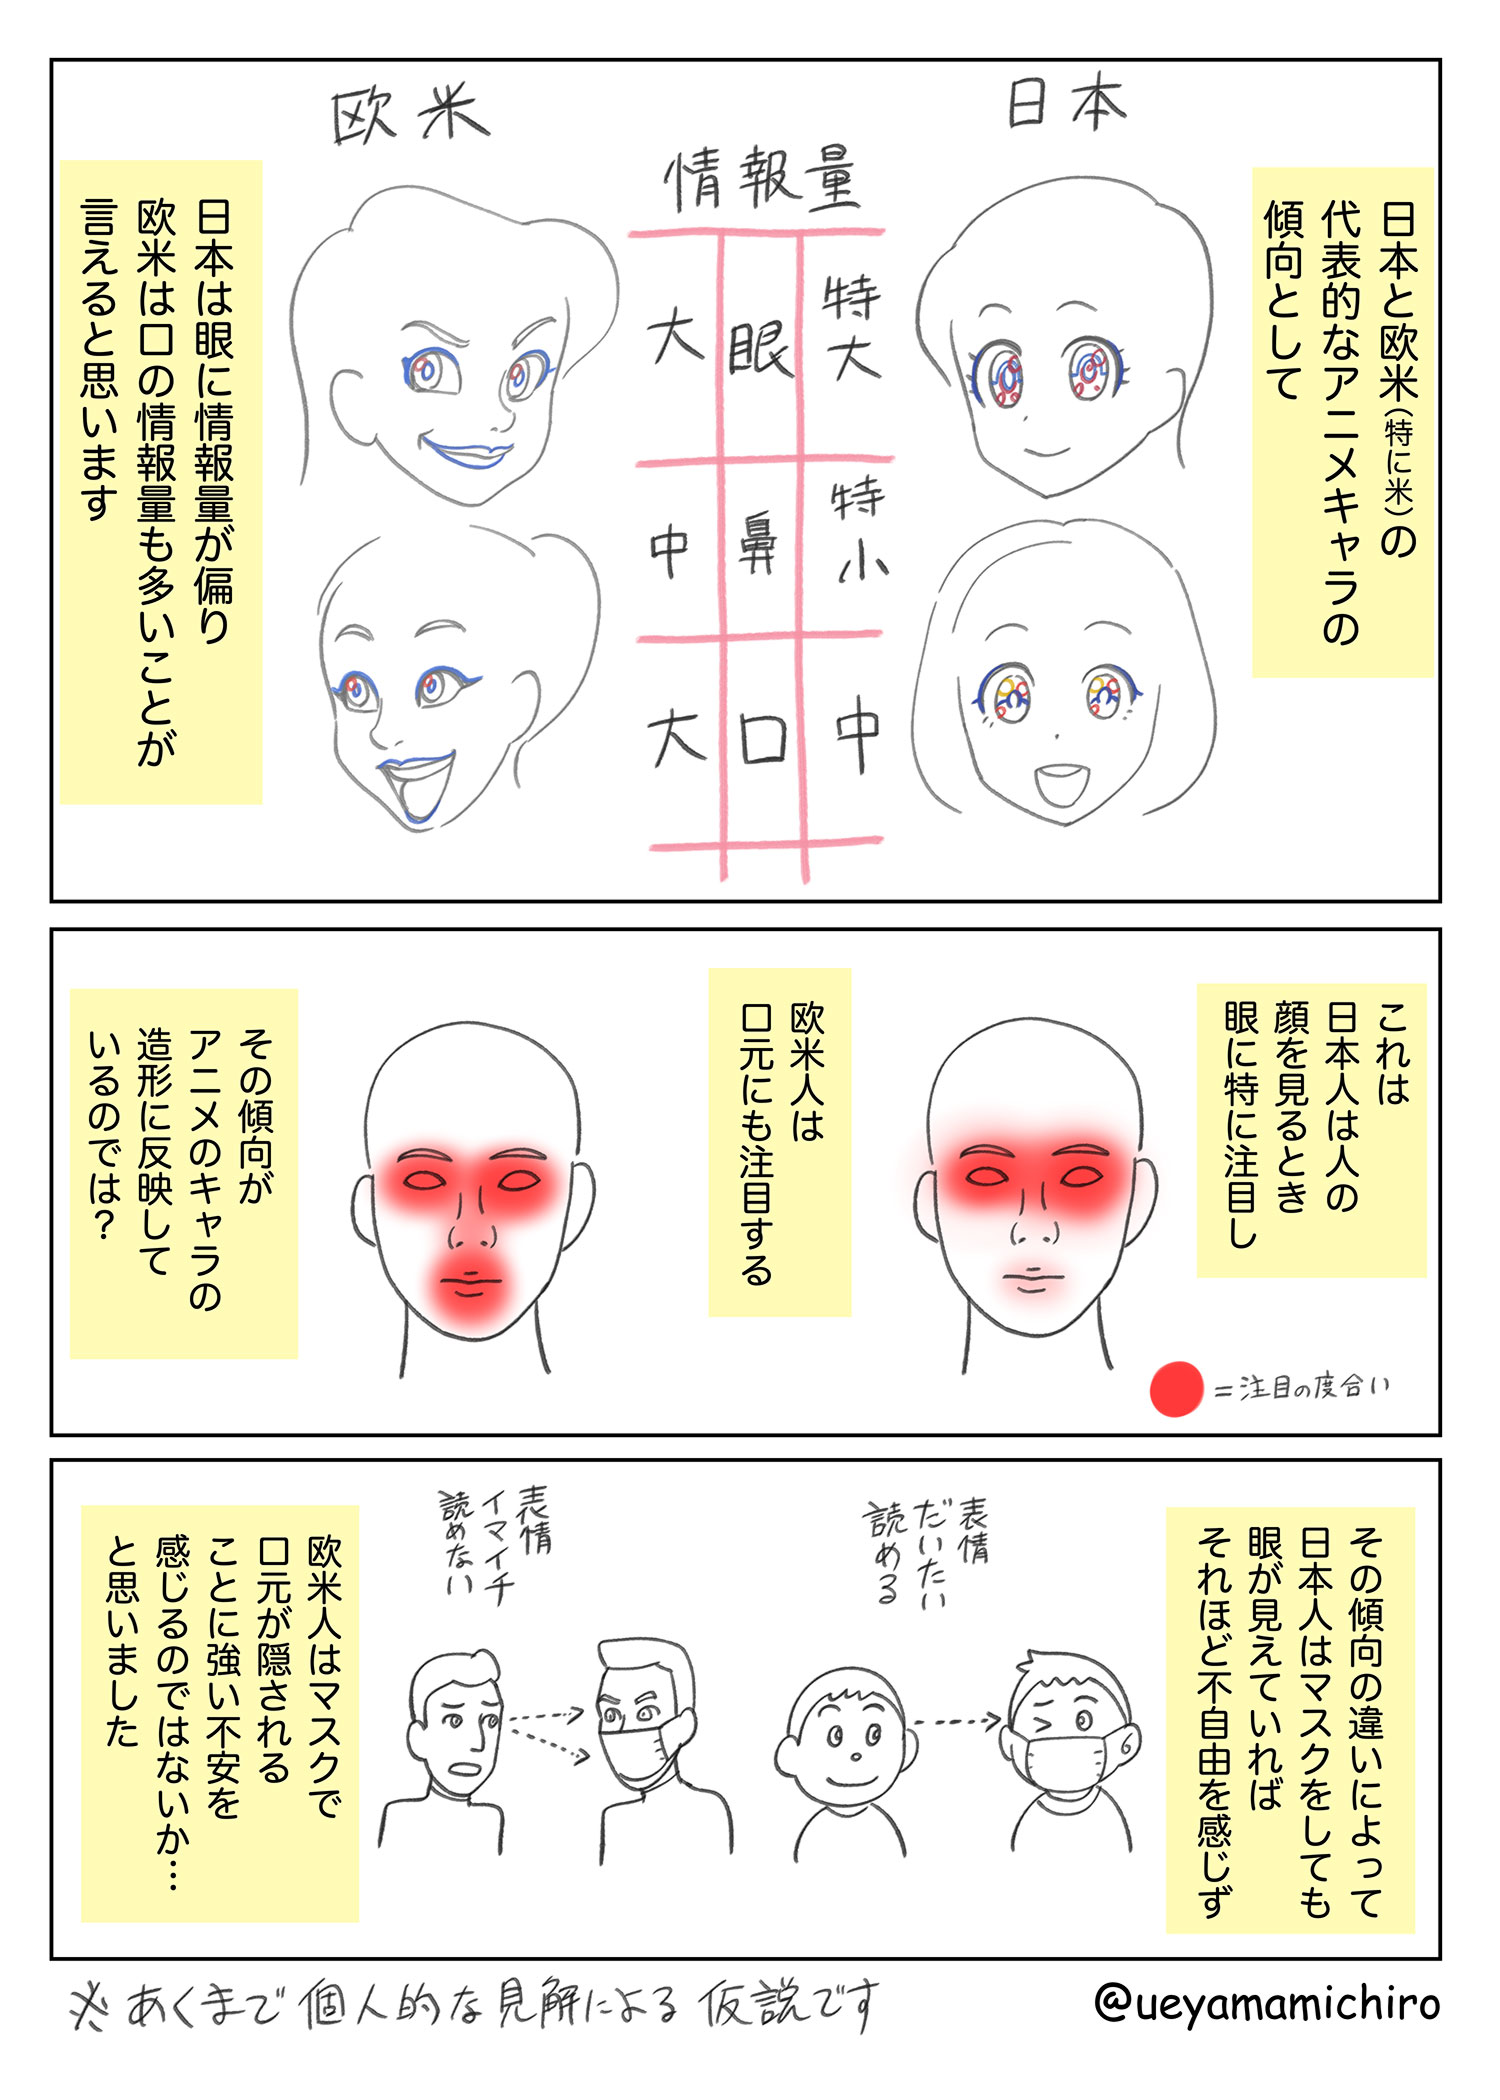 日本と欧米(特に米)の
代表的なアニメキャラの
傾向として
日本
情報量
欧米
特大
眼
大
特小
鼻
中
中
口
大
日本は眼に情報量が偏り
欧米は口の情報量も多いことが
言えると思います
これは
日本人は人の
顔を見るとき
眼に特に注目し
=注目の度合い
欧米人は
口元にも注目する
その傾向が
アニメのキャラの
造形に反映して
いるのでは?
その傾向の違いによって
日本人はマスクをしても
眼が見えていれば
それほど不自由を感じず
表情
だいたい
読める
表情
イマイチ
読めない
欧米人はマスクで
口元が隠される
ことに強い不安を
感じるのではないか…
と思いました
※あくまで個人的な見解による仮説です
@ueyamamichiro